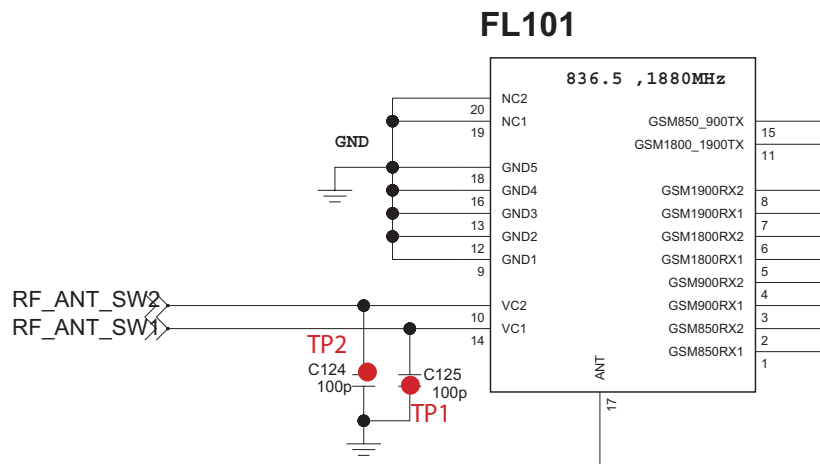 FL101
836.5 ,1880MHz
NC2
20
NC1
19
GND
GND5
18
GND4
16
GND3
13
GND2
12
GND1
9
RF_ANT_SW2
VC2
10
RF_ANT_SW1
VC1
14
GSM850_900TX
15
GSM1800_1900TX
11
GSM1900RX2
8
GSM1900RX1
7
GSM1800RX2
6
GSM1800RX1
5
GSM900RX2
4
GSM900RX1
3
GSM850RX2
2
GSM850RX1
1
TP2
C124
100p
C125
100p
TP1
ANT
17